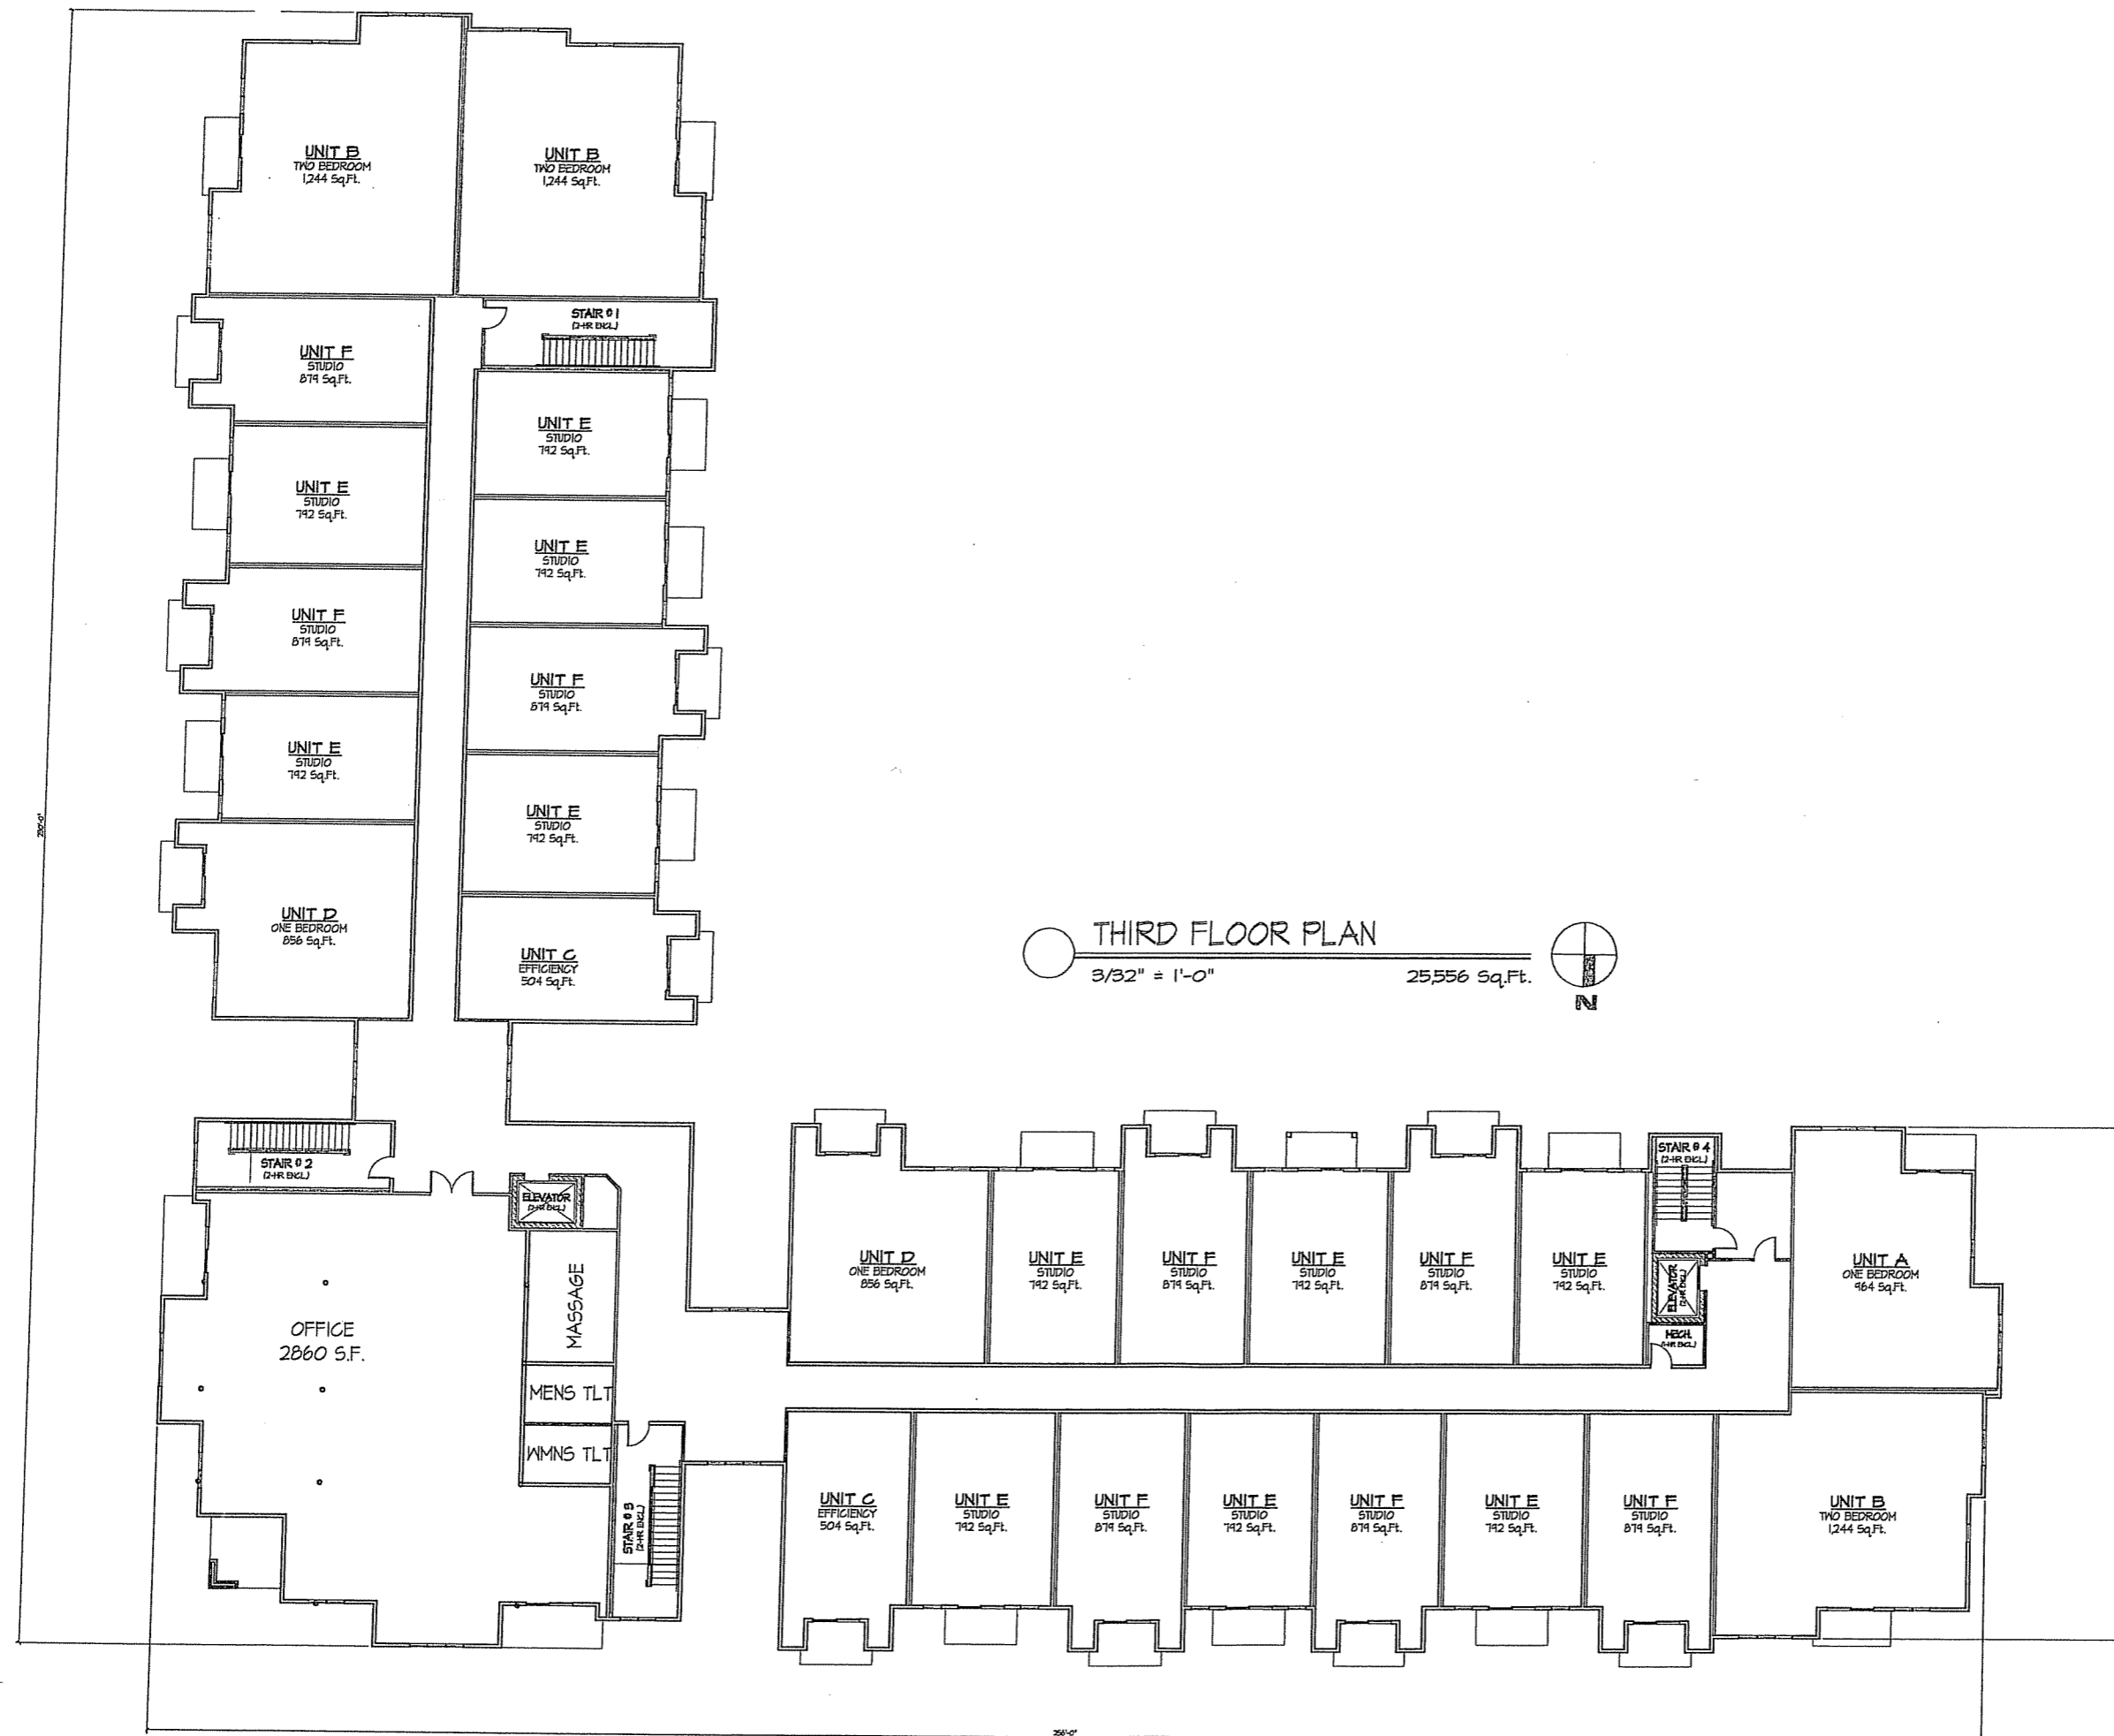 UNIT B
TWO BEDROOM
1,244 Sq.Ft.
UNIT B
TWO BEDROOM
1,244 Sq.Ft.
STAIR # 1
(2-HR ENCL.)
UNIT F
STUDIO
879 Sq.Ft.
UNIT E
STUDIO
792 Sq.Ft.
UNIT E
STUDIO
792 Sq.Ft.
UNIT E
STUDIO
792 Sq.Ft.
UNIT F
STUDIO
879 Sq.Ft.
UNIT F
STUDIO
879 Sq.Ft.
UNIT E
STUDIO
792 Sq.Ft.
UNIT E
STUDIO
792 Sq.Ft.
UNIT D
ONE BEDROOM
856 Sq.Ft.
UNIT C
EFFICIENCY
504 Sq.Ft.
THIRD FLOOR PLAN
3/32" = 1'-0"
25,556 Sq.Ft.
N
STAIR # 2
(2-HR ENCL.)
ELEVATOR
(2-HR ENCL.)
MASSAGE
OFFICE
2860 S.F.
MENS TLT
WMNS TLT
STAIR # 3
(2-HR ENCL.)
UNIT D
ONE BEDROOM
856 Sq.Ft.
UNIT E
STUDIO
792 Sq.Ft.
UNIT F
STUDIO
879 Sq.Ft.
UNIT E
STUDIO
792 Sq.Ft.
UNIT F
STUDIO
879 Sq.Ft.
UNIT E
STUDIO
792 Sq.Ft.
STAIR # 4
(2-HR ENCL.)
ELEVATOR
(2-HR ENCL.)
MECH.
(1-HR ENCL.)
UNIT A
ONE BEDROOM
964 Sq.Ft.
UNIT C
EFFICIENCY
504 Sq.Ft.
UNIT E
STUDIO
792 Sq.Ft.
UNIT F
STUDIO
879 Sq.Ft.
UNIT E
STUDIO
792 Sq.Ft.
UNIT F
STUDIO
879 Sq.Ft.
UNIT E
STUDIO
792 Sq.Ft.
UNIT F
STUDIO
879 Sq.Ft.
UNIT B
TWO BEDROOM
1,244 Sq.Ft.
256'-0"